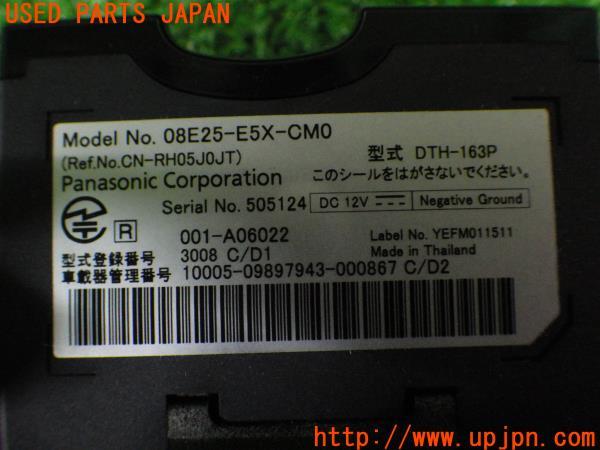 USED PARTS JAPAN
Model No. 08E25-E5X-CM0
(Ref.No.CN-RH05J0JT)
型式 DTH-163P
Panasonic Corporation
このシールをはがさないでください。
Serial No. 505124
DC 12V
Negative Ground
R
001-A06022
Label No. YEFM011511
型式登録番号 3008 C/D1
Made in Thailand
車載器管理番号 10005-09897943-000867 C/D2
UPJ
http://www.upjpn.com